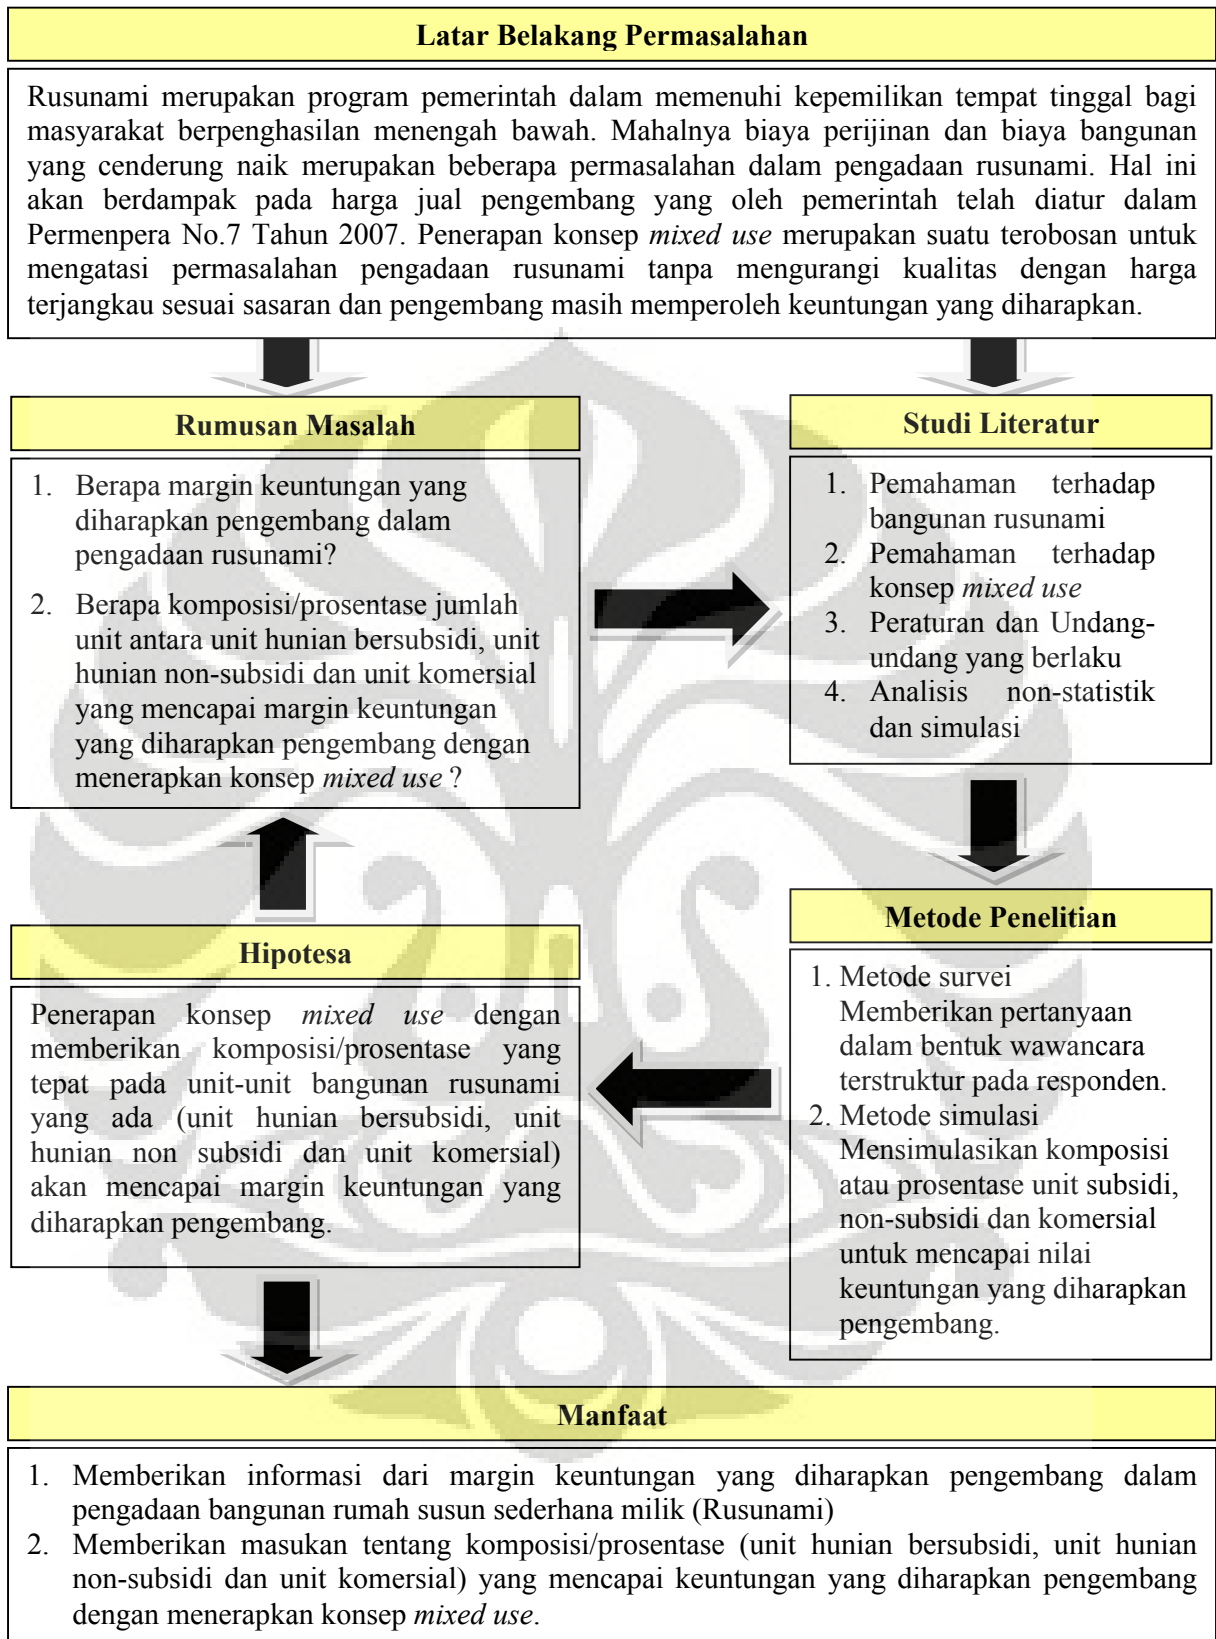 Latar Belakang Permasalahan
Rusunami merupakan program pemerintah dalam memenuhi kepemilikan tempat tinggal bagi
masyarakat berpenghasilan menengah bawah. Mahalnya biaya perijinan dan biaya bangunan
yang cenderung naik merupakan beberapa permasalahan dalam pengadaan rusunami. Hal ini
akan berdampak pada harga jual pengembang yang oleh pemerintah telah diatur dalam
Permenpera No.7 Tahun 2007. Penerapan konsep mixed use merupakan suatu terobosan untuk
mengatasi permasalahan pengadaan rusunami tanpa mengurangi kualitas dengan harga
terjangkau sesuai sasaran dan pengembang masih memperoleh keuntungan yang diharapkan.
Rumusan Masalah
1. Berapa margin keuntungan yang
diharapkan pengembang dalam
pengadaan rusunami?
2. Berapa komposisi/prosentase jumlah
unit antara unit hunian bersubsidi, unit
hunian non-subsidi dan unit komersial
yang mencapai margin keuntungan
yang diharapkan pengembang dengan
menerapkan konsep mixed use ?
Studi Literatur
1. Pemahaman terhadap
bangunan rusunami
2. Pemahaman terhadap
konsep mixed use
3. Peraturan dan Undang-
undang yang berlaku
4. Analisis non-statistik
dan simulasi
Metode Penelitian
1. Metode survei
Memberikan pertanyaan
dalam bentuk wawancara
terstruktur pada responden.
2. Metode simulasi
Mensimulasikan komposisi
atau prosentase unit subsidi,
non-subsidi dan komersial
untuk mencapai nilai
keuntungan yang diharapkan
pengembang.
Hipotesa
Penerapan konsep mixed use dengan
memberikan komposisi/prosentase yang
tepat pada unit-unit bangunan rusunami
yang ada (unit hunian bersubsidi, unit
hunian non subsidi dan unit komersial)
akan mencapai margin keuntungan yang
diharapkan pengembang.
Manfaat
1. Memberikan informasi dari margin keuntungan yang diharapkan pengembang dalam
pengadaan bangunan rumah susun sederhana milik (Rusunami)
2. Memberikan masukan tentang komposisi/prosentase (unit hunian bersubsidi, unit hunian
non-subsidi dan unit komersial) yang mencapai keuntungan yang diharapkan pengembang
dengan menerapkan konsep mixed use.